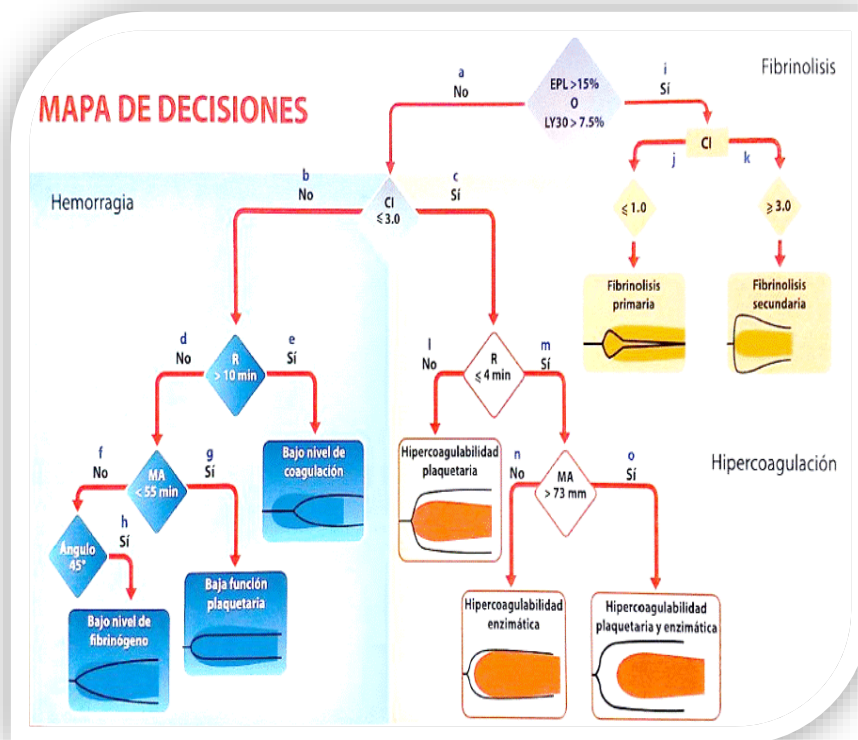 MAPA DE DECISIONES
a
No
EPL >15%
O
LY30 > 7.5%
i
Sí
Fibrinolisis
CI
j
k
≤ 1.0
≥ 3.0
Fibrinolisis
primaria
Fibrinolisis
secundaria
Hemorragia
b
No
c
Sí
CI
≤ 3.0
d
No
e
Sí
R
> 10 min
l
No
m
Sí
R
≤ 4 min
Hipercoagulación
f
No
g
Sí
MA
< 55 min
Bajo nivel de
coagulación
Hipercoagulabilidad
plaquetaria
n
No
o
Sí
MA
> 73 mm
h
Sí
Ángulo
45°
Baja función
plaquetaria
Bajo nivel de
fibrinógeno
Hipercoagulabilidad
enzimática
Hipercoagulabilidad
plaquetaria y enzimática